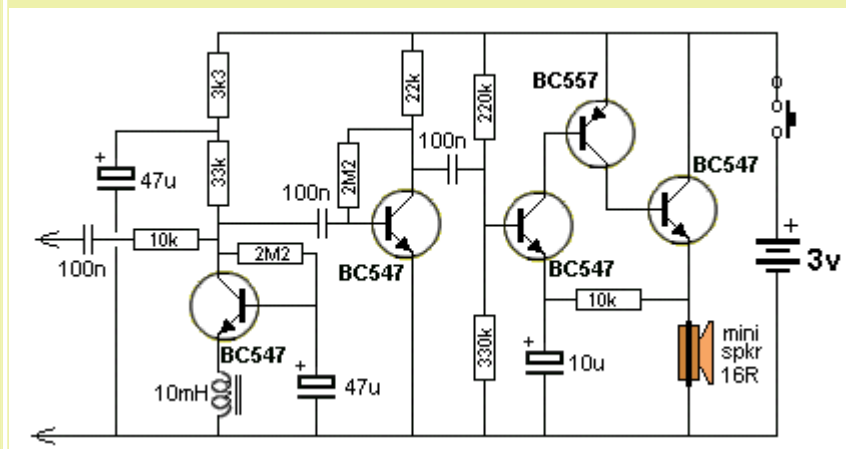 3k3
22k
220k
BC557
+
47u
33k
100n
2M2
100n
BC547
+
3v
100n
10k
2M2
BC547
BC547
10k
BC547
10mH
+
47u
330k
+
10u
mini
spkr
16R